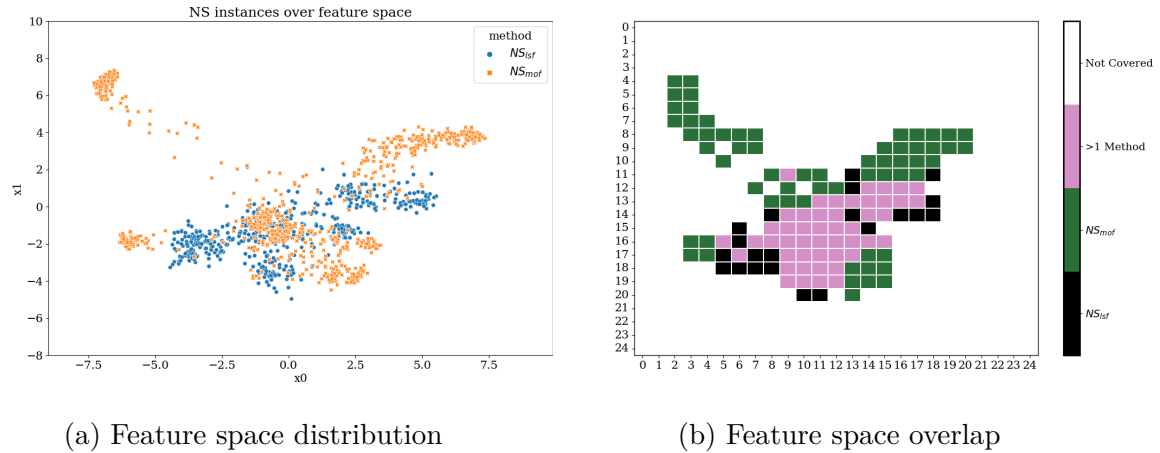 NS instances over feature space
10
8
6
4
2
0
−2
−4
−6
−8
x1
−7.5 −5.0 −2.5 0.0 2.5 5.0 7.5
x0
method
NS_lsf
NS_mof
(a) Feature space distribution
0
1
2
3
4
5
6
7
8
9
10
11
12
13
14
15
16
17
18
19
20
21
22
23
24
0 1 2 3 4 5 6 7 8 9 10 11 12 13 14 15 16 17 18 19 20 21 22 23 24
Not Covered
>1 Method
NS_mof
NS_lsf
(b) Feature space overlap